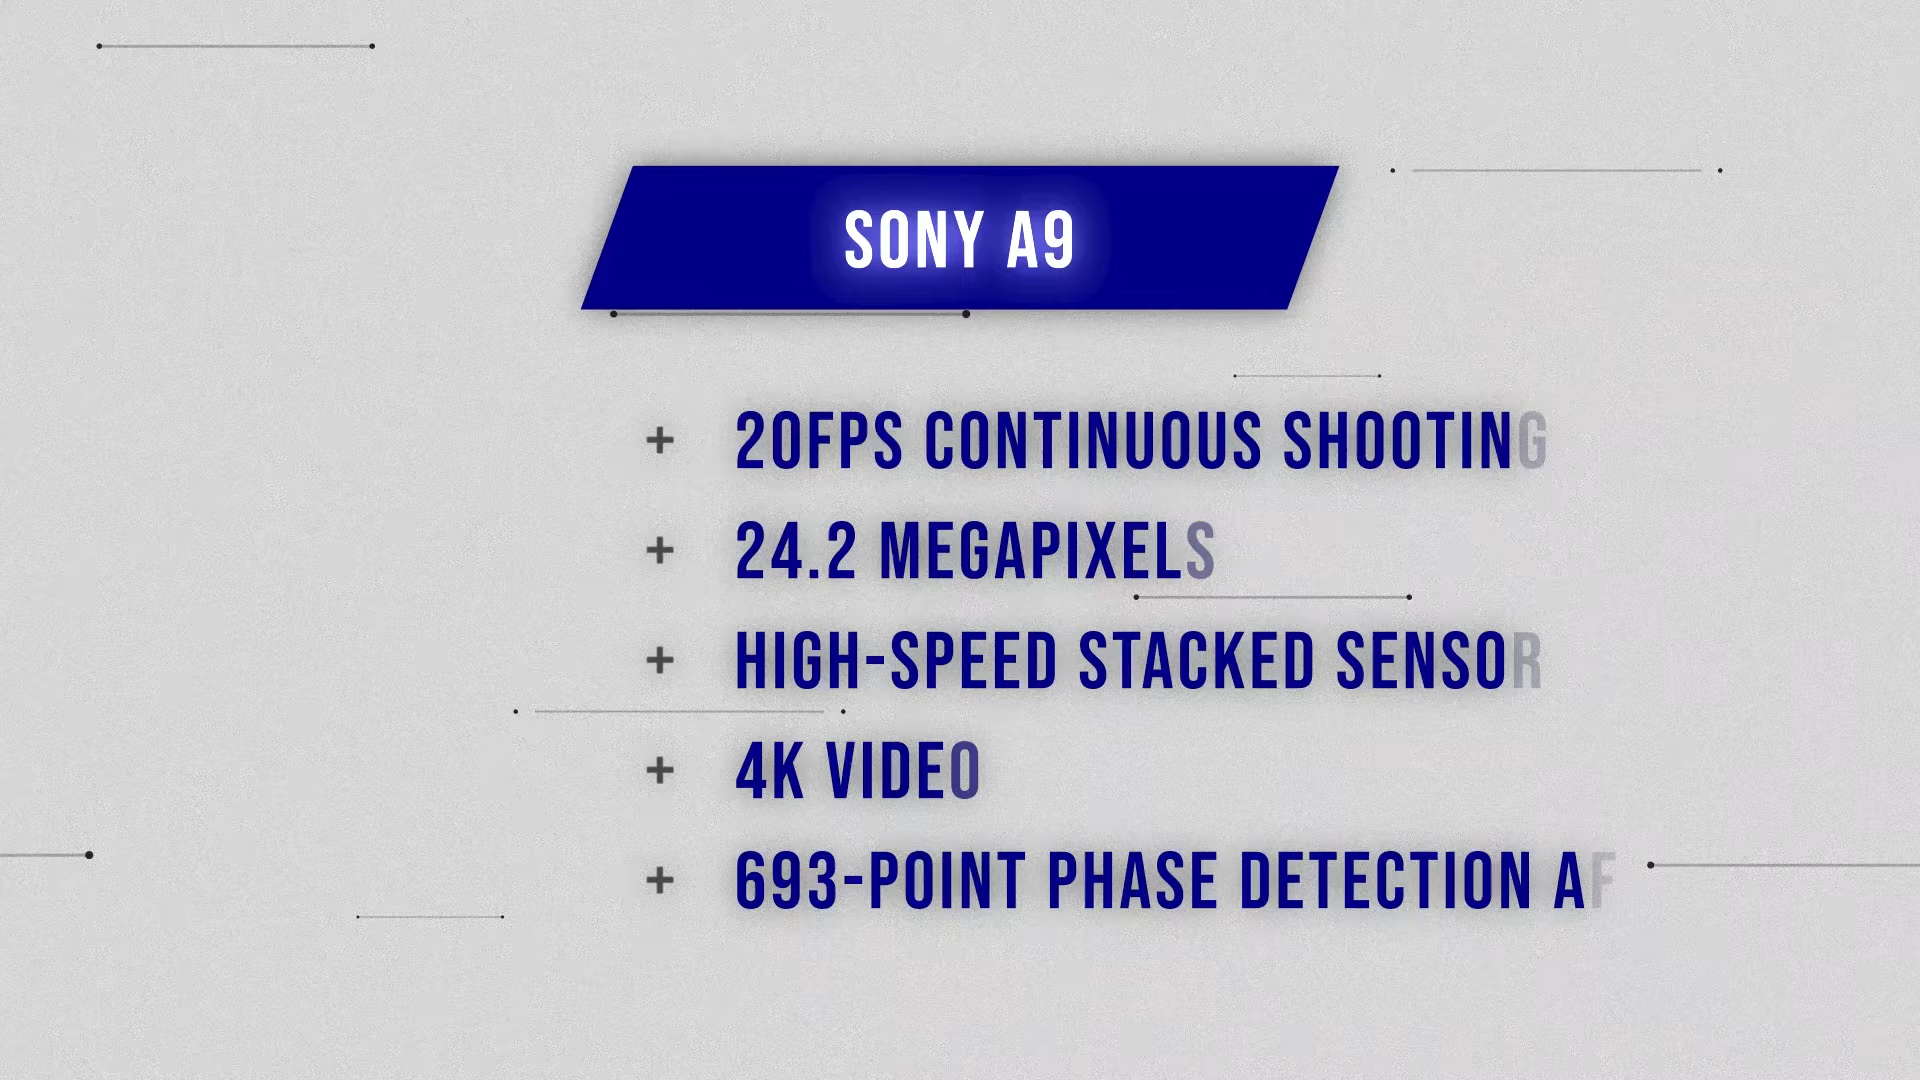 SONY A9
+ 20FPS CONTINUOUS SHOOTING
+ 24.2 MEGAPIXELS
+ HIGH-SPEED STACKED SENSOR
+ 4K VIDEO
+ 693-POINT PHASE DETECTION AF